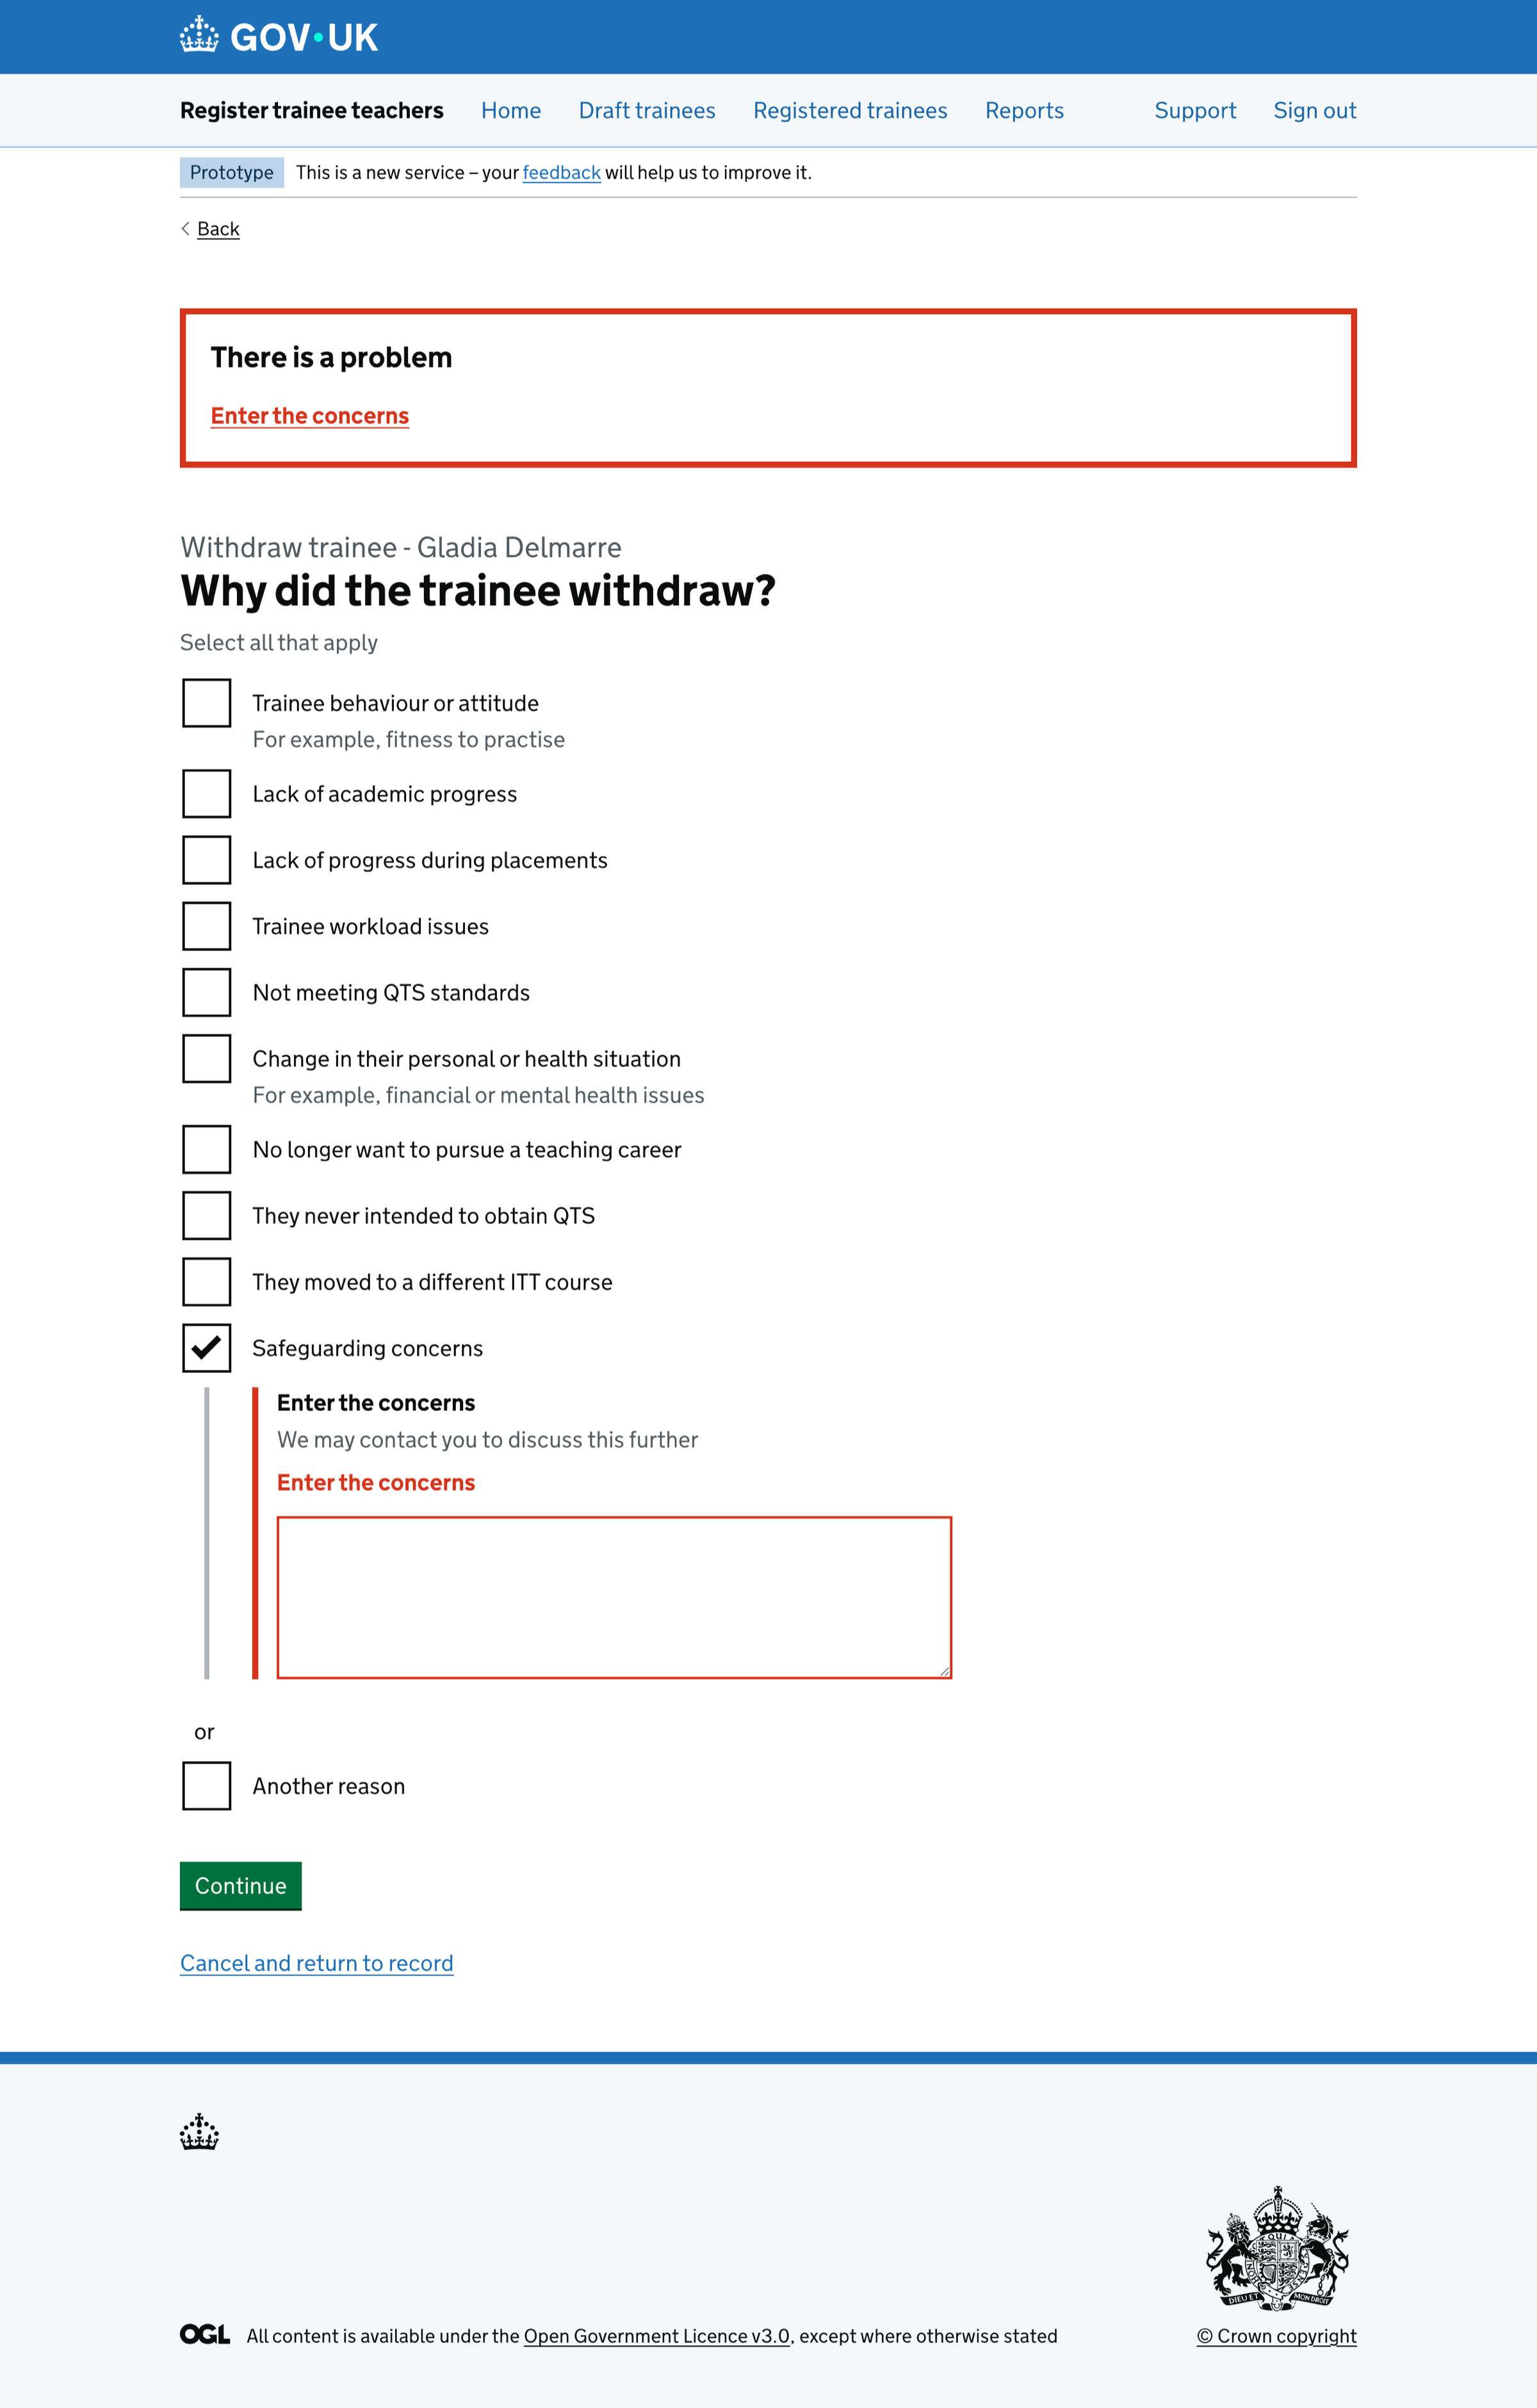 GOV·UK
Register trainee teachers Home Draft trainees Registered trainees Reports Support Sign out
Prototype This is a new service – your feedback will help us to improve it.
Back
There is a problem
Enter the concerns
Withdraw trainee - Gladia Delmarre
Why did the trainee withdraw?
Select all that apply
Trainee behaviour or attitude
For example, fitness to practise
Lack of academic progress
Lack of progress during placements
Trainee workload issues
Not meeting QTS standards
Change in their personal or health situation
For example, financial or mental health issues
No longer want to pursue a teaching career
They never intended to obtain QTS
They moved to a different ITT course
Safeguarding concerns
Enter the concerns
We may contact you to discuss this further
Enter the concerns
or
Another reason
Continue
Cancel and return to record
DIEU ET MON DROIT
OGL All content is available under the Open Government Licence v3.0, except where otherwise stated
© Crown copyright